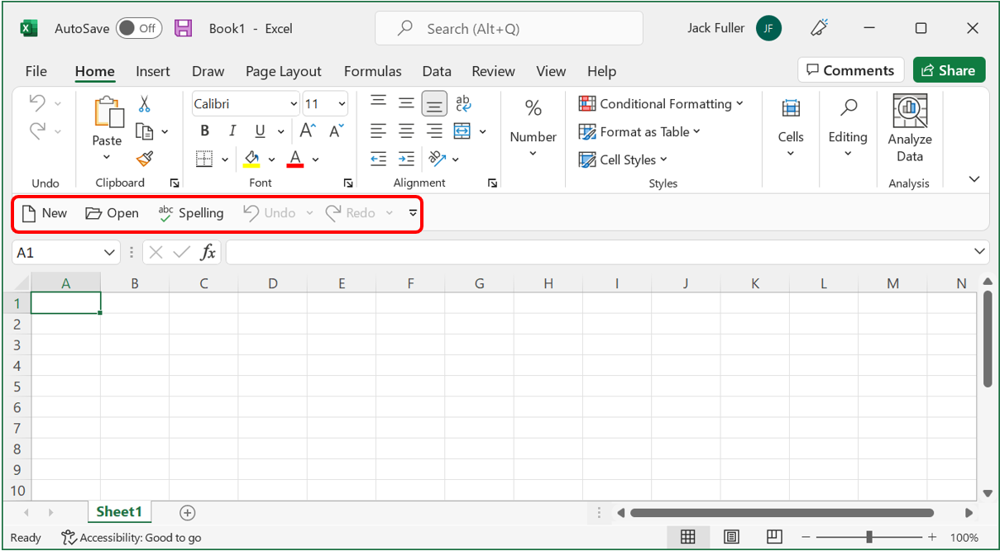 AutoSave Off Book1 - Excel Search (Alt+Q) Jack Fuller JF
File Home Insert Draw Page Layout Formulas Data Review View Help Comments Share
Calibri 11 Conditional Formatting
Paste B I U A A Number Format as Table Cells Editing Analyze Data
A Cell Styles
Undo Clipboard Font Alignment Styles Analysis
New Open abc Spelling Undo Redo
A1 fx
A B C D E F G H I J K L M N
1
2
3
4
5
6
7
8
9
10
Sheet1
Ready Accessibility: Good to go 100%